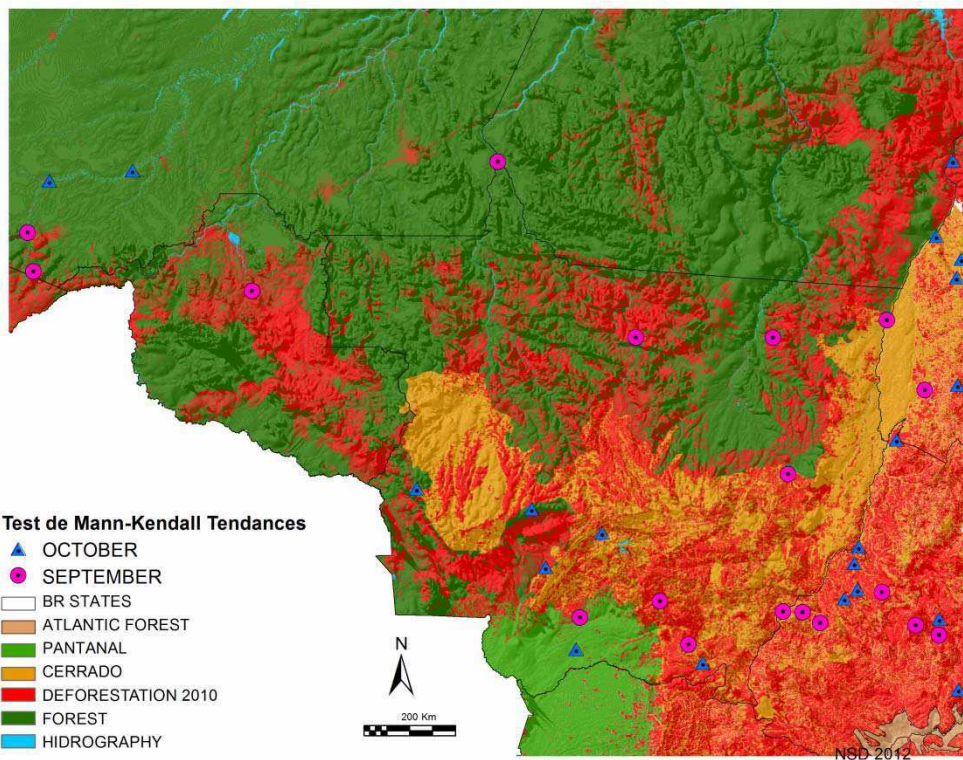 Test de Mann-Kendall Tendances
OCTOBER
SEPTEMBER
BR STATES
ATLANTIC FOREST
PANTANAL
CERRADO
DEFORESTATION 2010
FOREST
HIDROGRAPHY
N
200 Km
NSD 2012